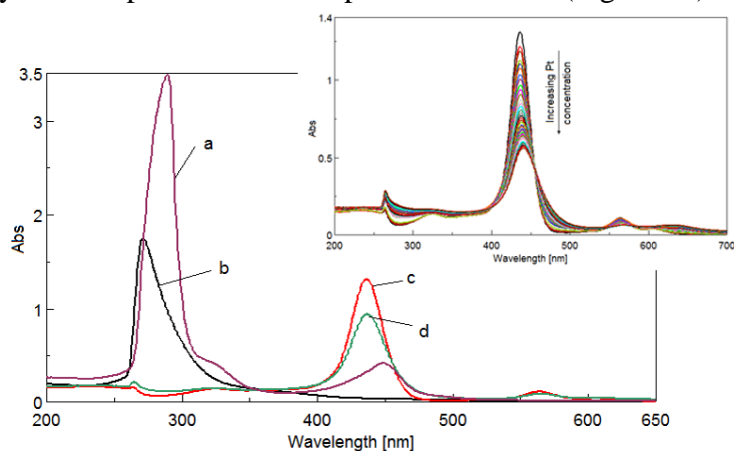 1.4
1
0.5
0
Abs
Increasing Pt
concentration
200 300 400 500 600 700
Wavelength [nm]
3.5
3
2
1
0
Abs
a
b
c
d
200 300 400 500 600 650
Wavelength [nm]